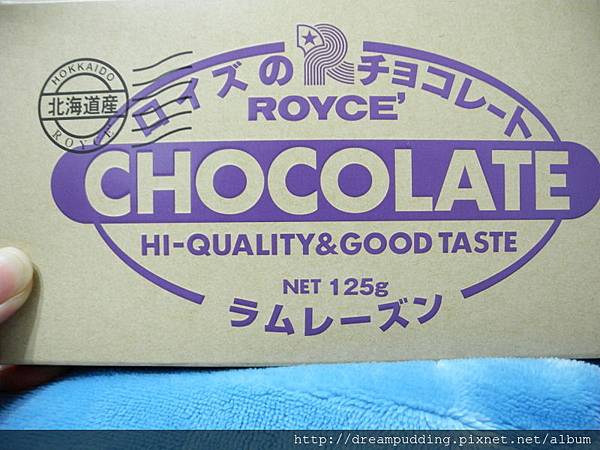 HOKKAIDO
北海道産
ROYCE'
ロイズのチョコレート
R
ROYCE'
CHOCOLATE
HI-QUALITY&GOOD TASTE
NET 125g
ラムレーズン
http://dreampudding.pixnet.net/album